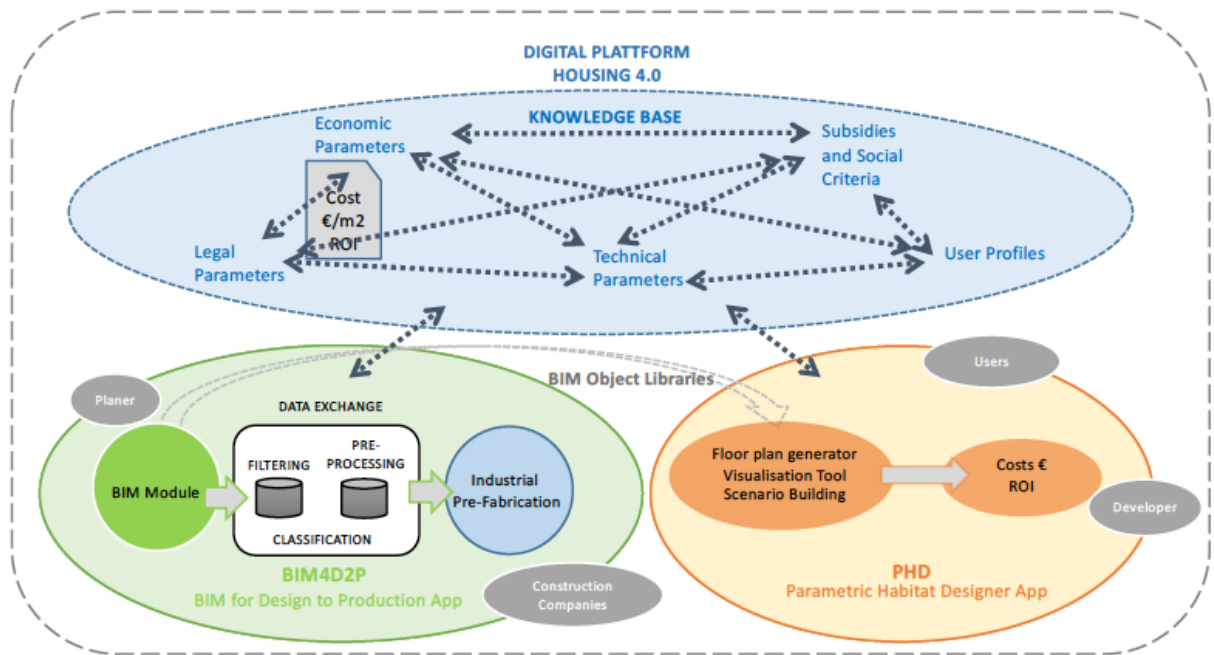 DIGITAL PLATTFORM
HOUSING 4.0
KNOWLEDGE BASE
Economic
Parameters
Subsidies
and Social
Criteria
Cost
€/m2
ROI
Legal
Parameters
Technical
Parameters
User Profiles
BIM Object Libraries
Users
Planer
DATA EXCHANGE
FILTERING
PRE-
PROCESSING
CLASSIFICATION
BIM Module
Industrial
Pre-Fabrication
Floor plan generator
Visualisation Tool
Scenario Building
Costs €
ROI
Developer
BIM4D2P
BIM for Design to Production App
Construction
Companies
PHD
Parametric Habitat Designer App